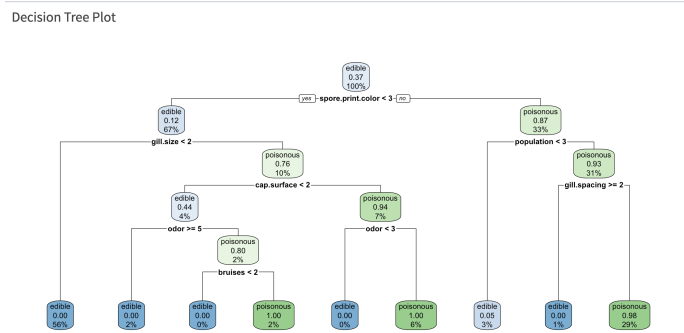 Decision Tree Plot
edible
0.37
100%
yes spore.print.color < 3 no
edible
0.12
67%
poisonous
0.87
33%
gill.size < 2
population < 3
poisonous
0.76
10%
poisonous
0.93
31%
cap.surface < 2
gill.spacing >= 2
edible
0.44
4%
poisonous
0.94
7%
odor >= 5
odor < 3
poisonous
0.80
2%
bruises < 2
edible
0.00
56%
edible
0.00
2%
edible
0.00
0%
poisonous
1.00
2%
edible
0.00
0%
poisonous
1.00
6%
edible
0.05
3%
edible
0.00
1%
poisonous
0.98
29%